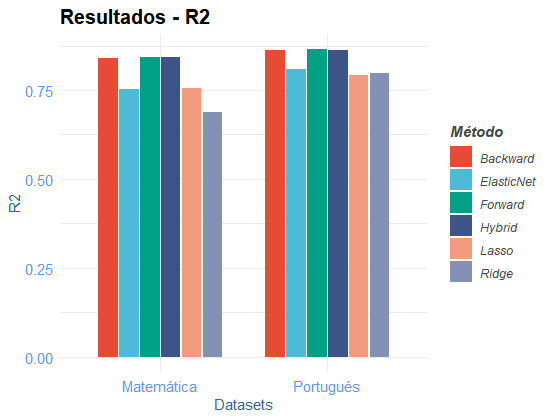 Resultados - R2
R2
0.75
0.50
0.25
0.00
Matemática
Portugués
Datasets
Método
Backward
ElasticNet
Forward
Hybrid
Lasso
Ridge